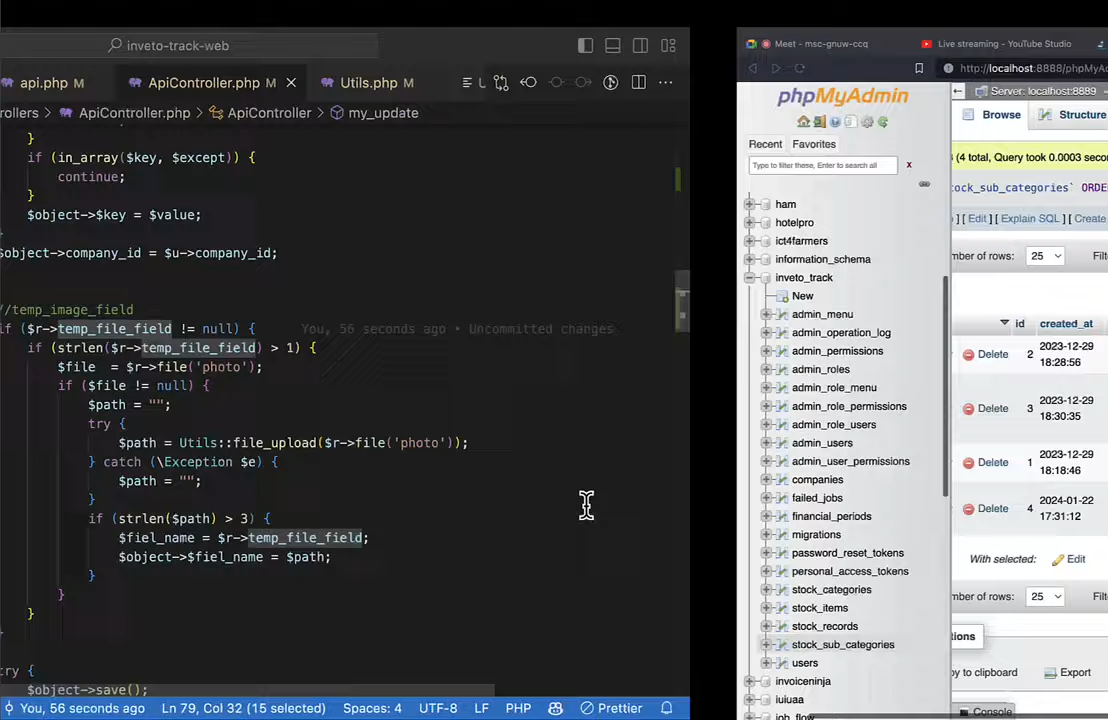 inveto-track-web
api.php M
ApiController.php M
Utils.php M
rollers > ApiController.php > ApiController > my_update
}
if (in_array($key, $except)) {
continue;
}
$object->$key = $value;
$object->company_id = $u->company_id;
//temp_image_field
if ($r->temp_file_field != null) {
You, 56 seconds ago • Uncommitted changes
if (strlen($r->temp_file_field) > 1) {
$file  = $r->file('photo');
if ($file != null) {
$path = "";
try {
$path = Utils::file_upload($r->file('photo'));
} catch (\Exception $e) {
$path = "";
}
if (strlen($path) > 3) {
$fiel_name = $r->temp_file_field;
$object->$fiel_name = $path;
}
}
}
try {
$object->save();
You, 56 seconds ago Ln 79, Col 32 (15 selected) Spaces: 4 UTF-8 LF PHP Prettier
Meet - msc-gnuw-ccq
Live streaming - YouTube Studio
http://localhost:8888/phpMyAd
phpMyAdmin
Recent Favorites
Type to filter these, Enter to search all X
ham
hotelpro
ict4farmers
information_schema
inveto_track
New
admin_menu
admin_operation_log
admin_permissions
admin_roles
admin_role_menu
admin_role_permissions
admin_role_users
admin_users
admin_user_permissions
companies
failed_jobs
financial_periods
migrations
password_reset_tokens
personal_access_tokens
stock_categories
stock_items
stock_records
stock_sub_categories
users
invoiceninja
iuiuaa
job_flow
Server: localhost:8889
Browse Structure
(4 total, Query took 0.0003 secon
tock_sub_categories` ORDE
] [ Edit ] [ Explain SQL ] [ Create
mber of rows: 25 Filt
id created_at
Delete 2 2023-12-29
18:28:56
Delete 3 2023-12-29
18:30:35
Delete 1 2023-12-29
18:18:46
Delete 4 2024-01-22
17:31:12
With selected: Edit
mber of rows: 25 Filt
tions
py to clipboard Export
Console